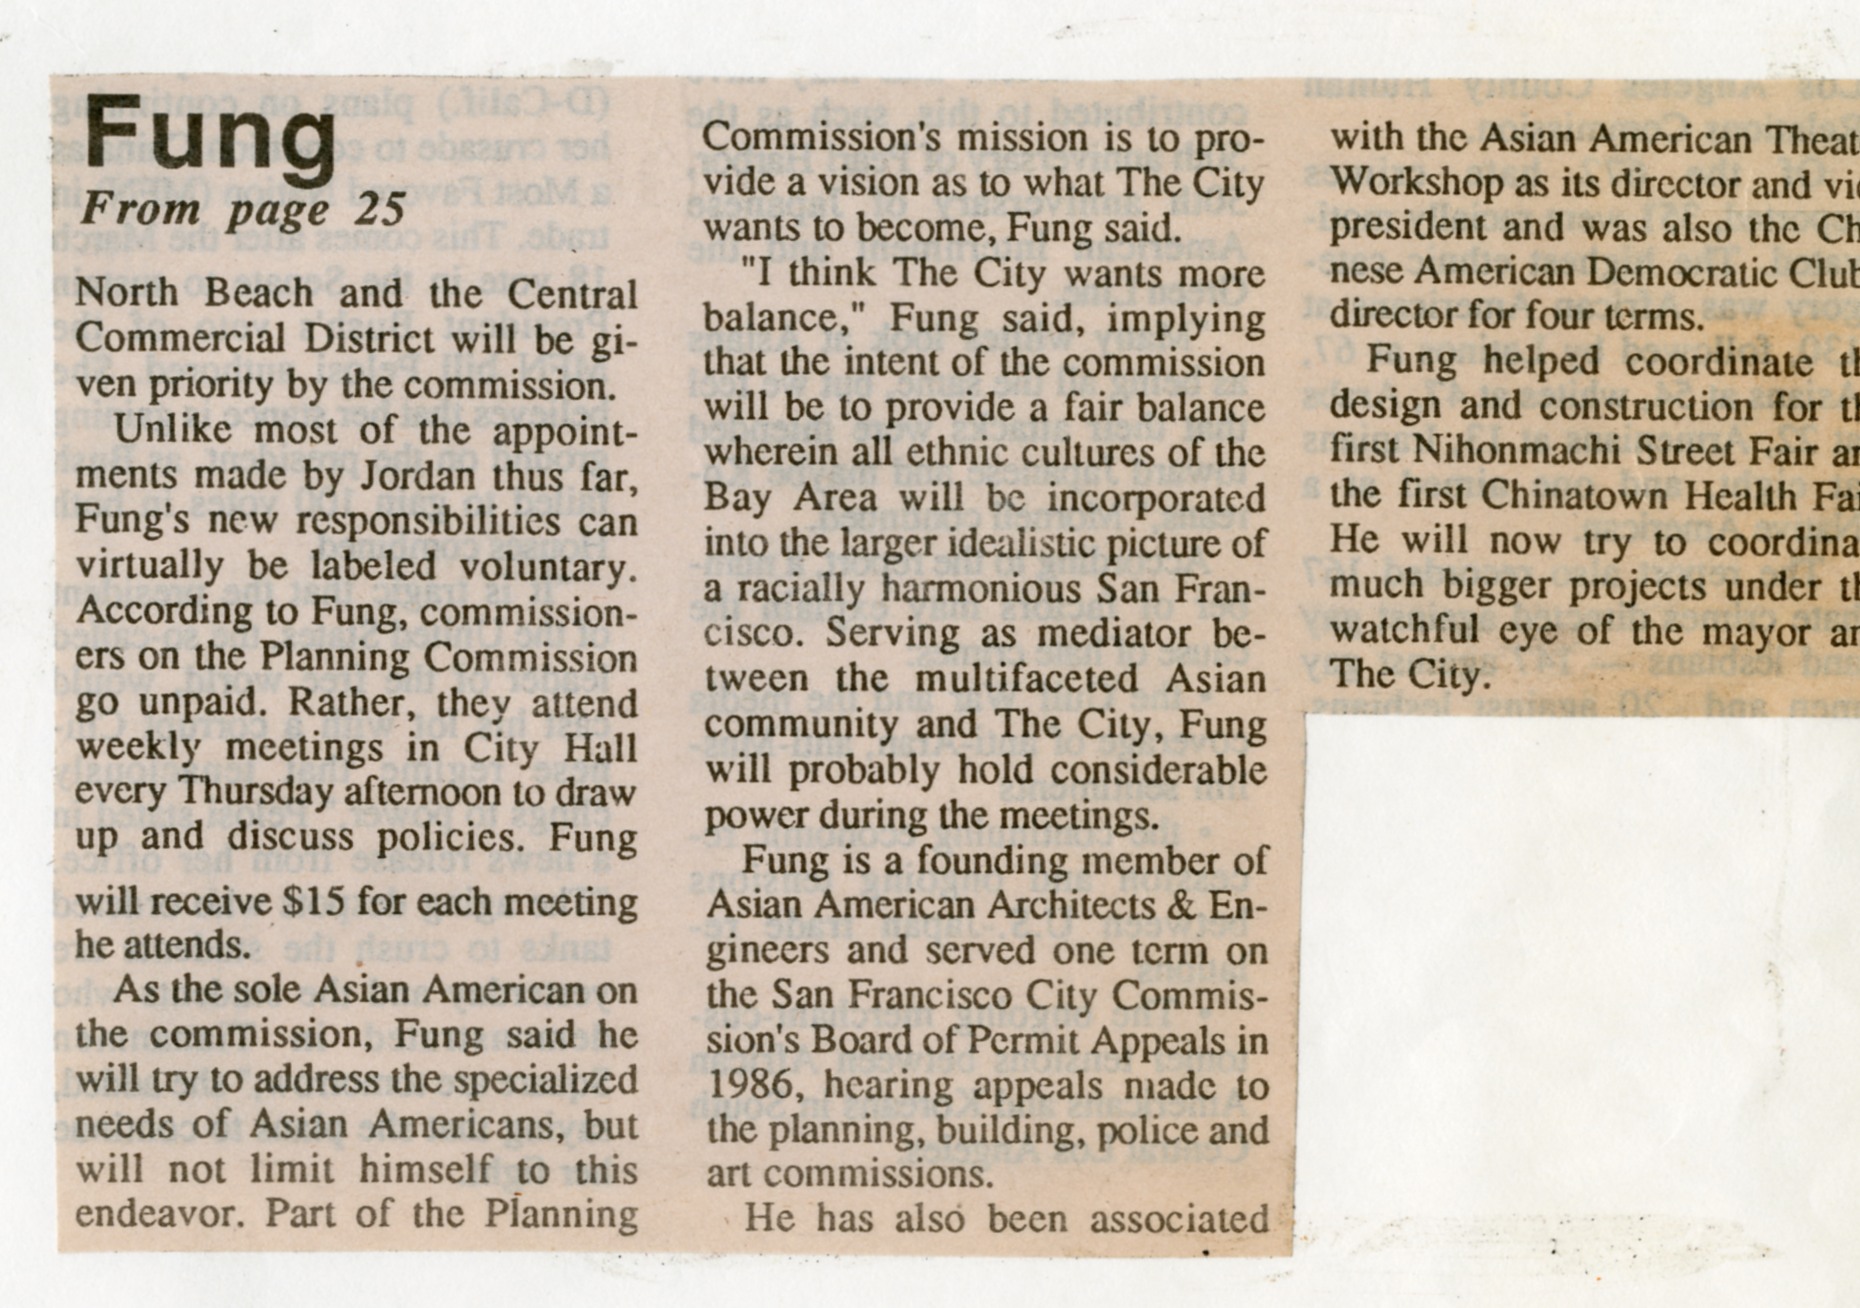 Fung
From page 25
North Beach and the Central
Commercial District will be gi-
ven priority by the commission.
Unlike most of the appoint-
ments made by Jordan thus far,
Fung's new responsibilities can
virtually be labeled voluntary.
According to Fung, commission-
ers on the Planning Commission
go unpaid. Rather, they attend
weekly meetings in City Hall
every Thursday afternoon to draw
up and discuss policies. Fung
will receive $15 for each meeting
he attends.
As the sole Asian American on
the commission, Fung said he
will try to address the specialized
needs of Asian Americans, but
will not limit himself to this
endeavor. Part of the Planning
Commission's mission is to pro-
vide a vision as to what The City
wants to become, Fung said.
"I think The City wants more
balance," Fung said, implying
that the intent of the commission
will be to provide a fair balance
wherein all ethnic cultures of the
Bay Area will be incorporated
into the larger idealistic picture of
a racially harmonious San Fran-
cisco. Serving as mediator be-
tween the multifaceted Asian
community and The City, Fung
will probably hold considerable
power during the meetings.
Fung is a founding member of
Asian American Architects & En-
gineers and served one term on
the San Francisco City Commis-
sion's Board of Permit Appeals in
1986, hearing appeals made to
the planning, building, police and
art commissions.
He has also been associated
with the Asian American
Workshop as its director and
president and was also the
nese American Democratic Club
director for four terms.
Fung helped coordinate
design and construction for
first Nihonmachi Street Fair
the first Chinatown Health
He will now try to
much bigger projects under
watchful eye of the mayor
The City.